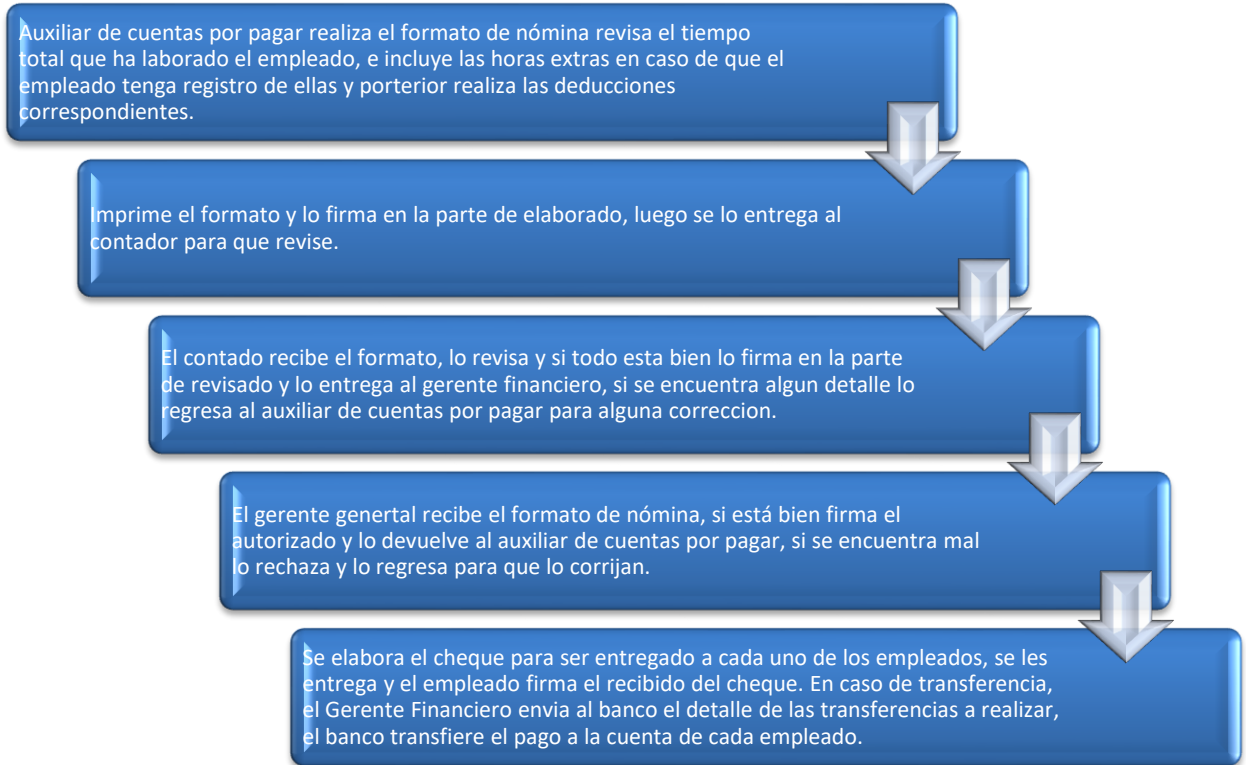 Auxiliar de cuentas por pagar realiza el formato de nómina revisa el tiempo
total que ha laborado el empleado, e incluye las horas extras en caso de que el
empleado tenga registro de ellas y porterior realiza las deducciones
correspondientes.
Imprime el formato y lo firma en la parte de elaborado, luego se lo entrega al
contador para que revise.
El contado recibe el formato, lo revisa y si todo esta bien lo firma en la parte
de revisado y lo entrega al gerente financiero, si se encuentra algun detalle lo
regresa al auxiliar de cuentas por pagar para alguna correccion.
El gerente genertal recibe el formato de nómina, si está bien firma el
autorizado y lo devuelve al auxiliar de cuentas por pagar, si se encuentra mal
lo rechaza y lo regresa para que lo corrijan.
Se elabora el cheque para ser entregado a cada uno de los empleados, se les
entrega y el empleado firma el recibido del cheque. En caso de transferencia,
el Gerente Financiero envia al banco el detalle de las transferencias a realizar,
el banco transfiere el pago a la cuenta de cada empleado.